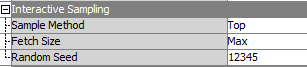 Interactive Sampling
Sample Method Top
Fetch Size Max
Random Seed 12345